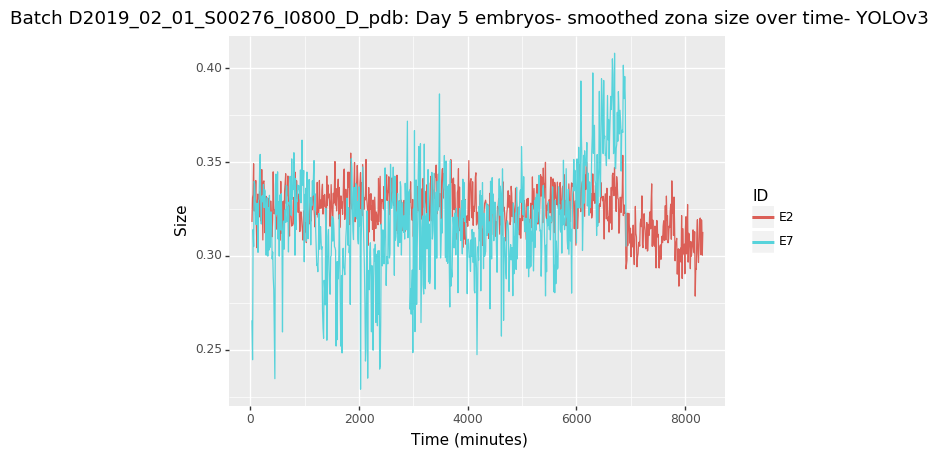 Batch D2019_02_01_S00276_I0800_D_pdb: Day 5 embryos- smoothed zona size over time- YOLOv3
0.40
0.35
0.30
0.25
Size
0
2000
4000
6000
8000
Time (minutes)
ID
E2
E7